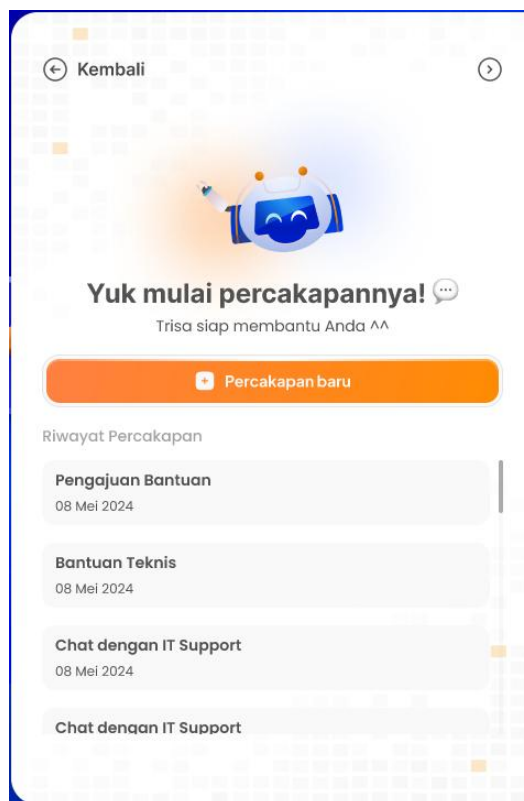 Kembali
Yuk mulai percakapannya! 💬
Trisa siap membantu Anda ^^
Percakapan baru
Riwayat Percakapan
Pengajuan Bantuan
08 Mei 2024
Bantuan Teknis
08 Mei 2024
Chat dengan IT Support
08 Mei 2024
Chat dengan IT Support